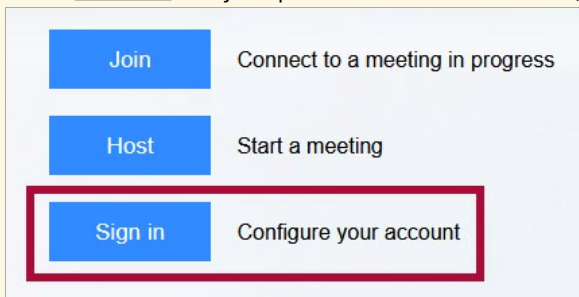 Join Connect to a meeting in progress
Host Start a meeting
Sign in Configure your account